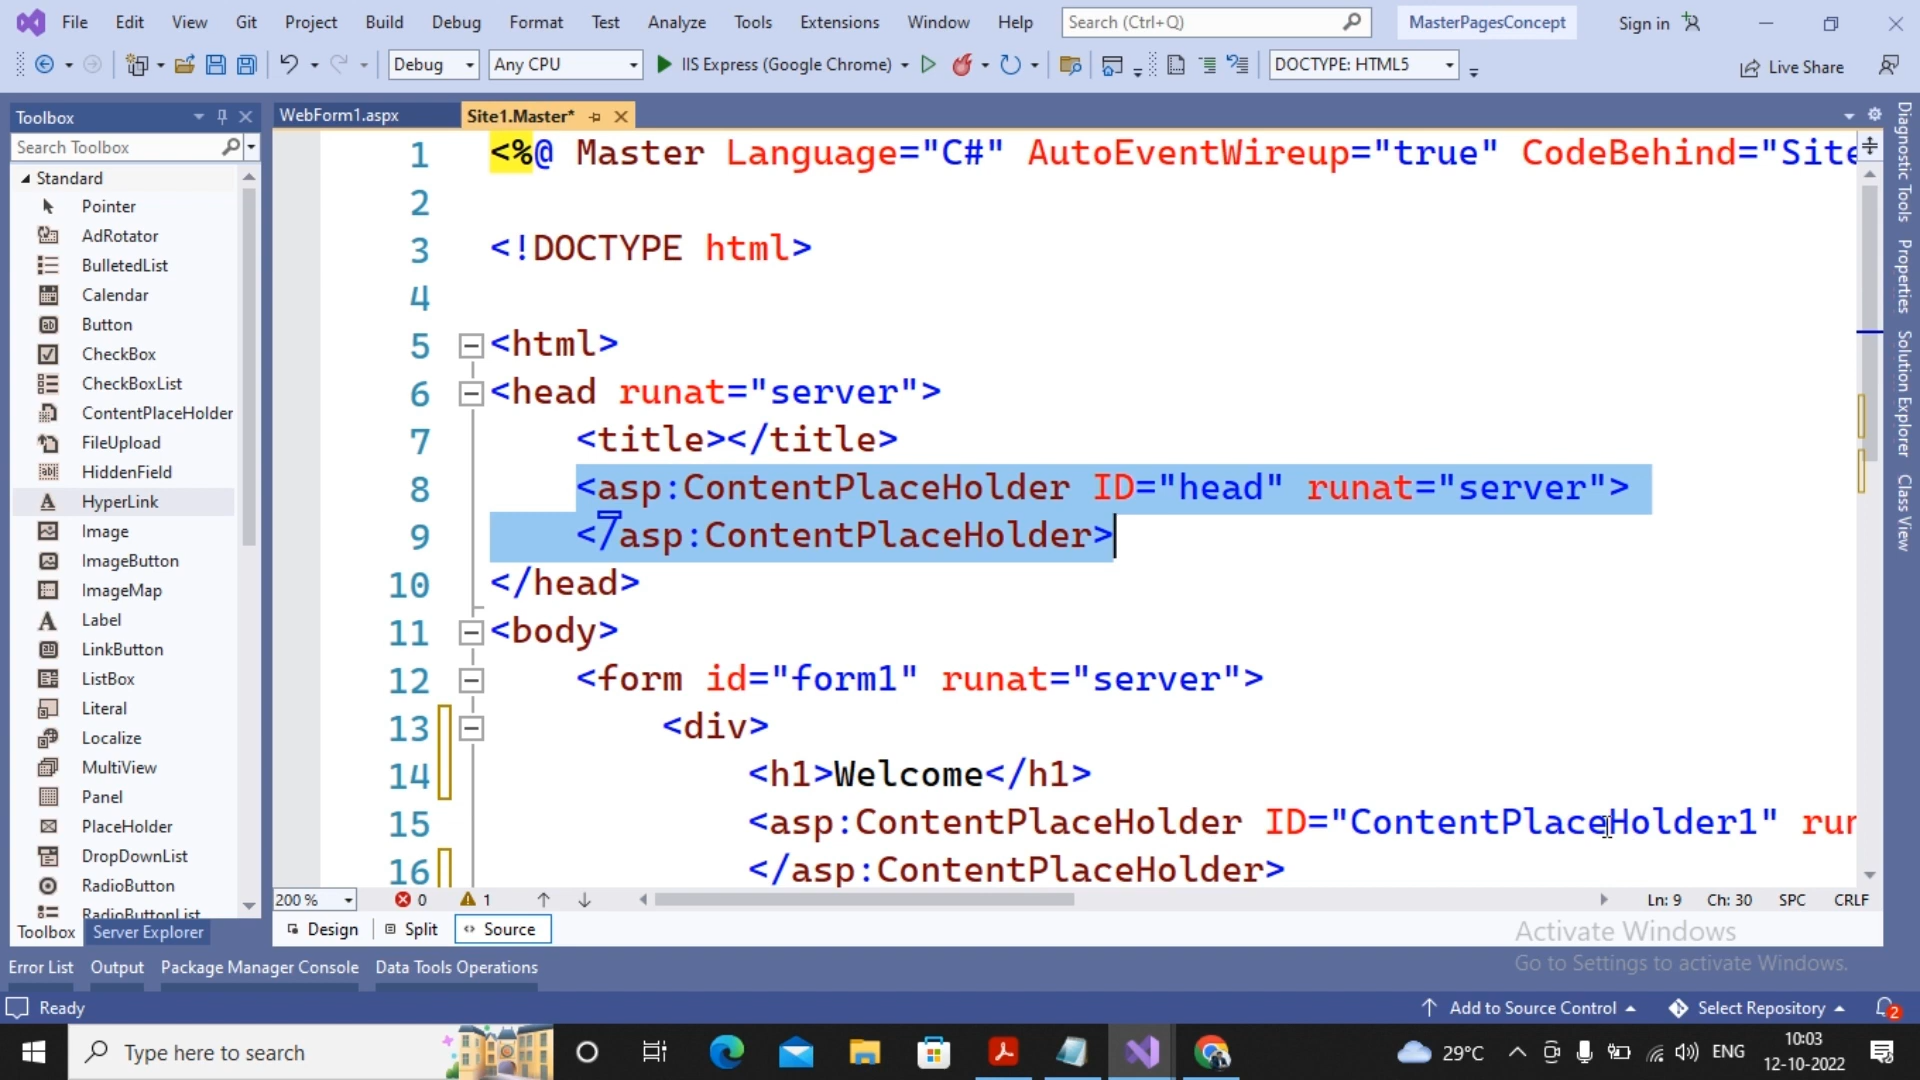 File Edit View Git Project Build Debug Format Test Analyze Tools Extensions Window Help Search (Ctrl+Q) MasterPagesConcept Sign in
Debug Any CPU IIS Express (Google Chrome) DOCTYPE: HTML5 Live Share
Toolbox
Search Toolbox
Standard
Pointer
AdRotator
BulletedList
Calendar
Button
CheckBox
CheckBoxList
ContentPlaceHolder
FileUpload
HiddenField
HyperLink
Image
ImageButton
ImageMap
Label
LinkButton
ListBox
Literal
Localize
MultiView
Panel
PlaceHolder
DropDownList
RadioButton
RadioButtonList
Toolbox Server Explorer
WebForm1.aspx Site1.Master*
1 <%@ Master Language="C#" AutoEventWireup="true" CodeBehind="Site
2
3 <!DOCTYPE html>
4
5 <html>
6 <head runat="server">
7 <title></title>
8 <asp:ContentPlaceHolder ID="head" runat="server">
9 </asp:ContentPlaceHolder>
10 </head>
11 <body>
12 <form id="form1" runat="server">
13 <div>
14 <h1>Welcome</h1>
15 <asp:ContentPlaceHolder ID="ContentPlaceHolder1" run
16 </asp:ContentPlaceHolder>
200 % 0 1 Ln: 9 Ch: 30 SPC CRLF
Design Split Source
Diagnostic Tools
Properties
Solution Explorer
Class View
Activate Windows
Go to Settings to activate Windows.
Error List Output Package Manager Console Data Tools Operations
Ready Add to Source Control Select Repository 2
Type here to search 29°C ENG 10:03
12-10-2022